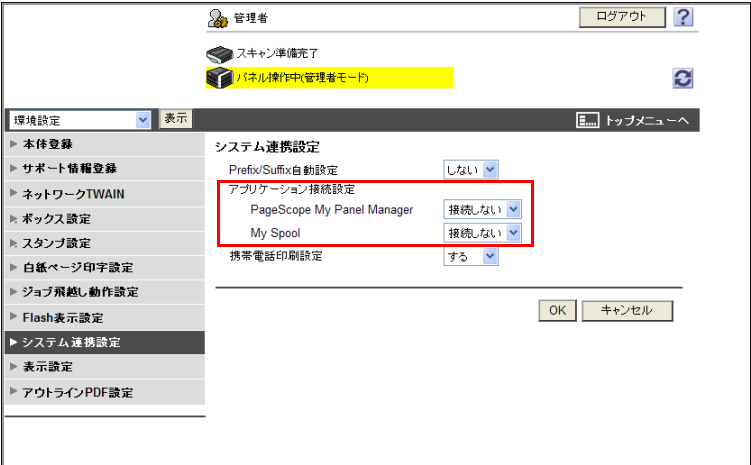 管理者
ログアウト
?
スキャン準備完了
パネル操作中(管理者モード)
環境設定
表示
トップメニューへ
本体登録
サポート情報登録
ネットワークTWAIN
ボックス設定
スタンプ設定
白紙ページ印字設定
ジョブ飛越し動作設定
Flash表示設定
システム連携設定
表示設定
アウトラインPDF設定
システム連携設定
Prefix/Suffix自動設定 しない
アプリケーション接続設定
PageScope My Panel Manager 接続しない
My Spool 接続しない
携帯電話印刷設定 する
OK キャンセル